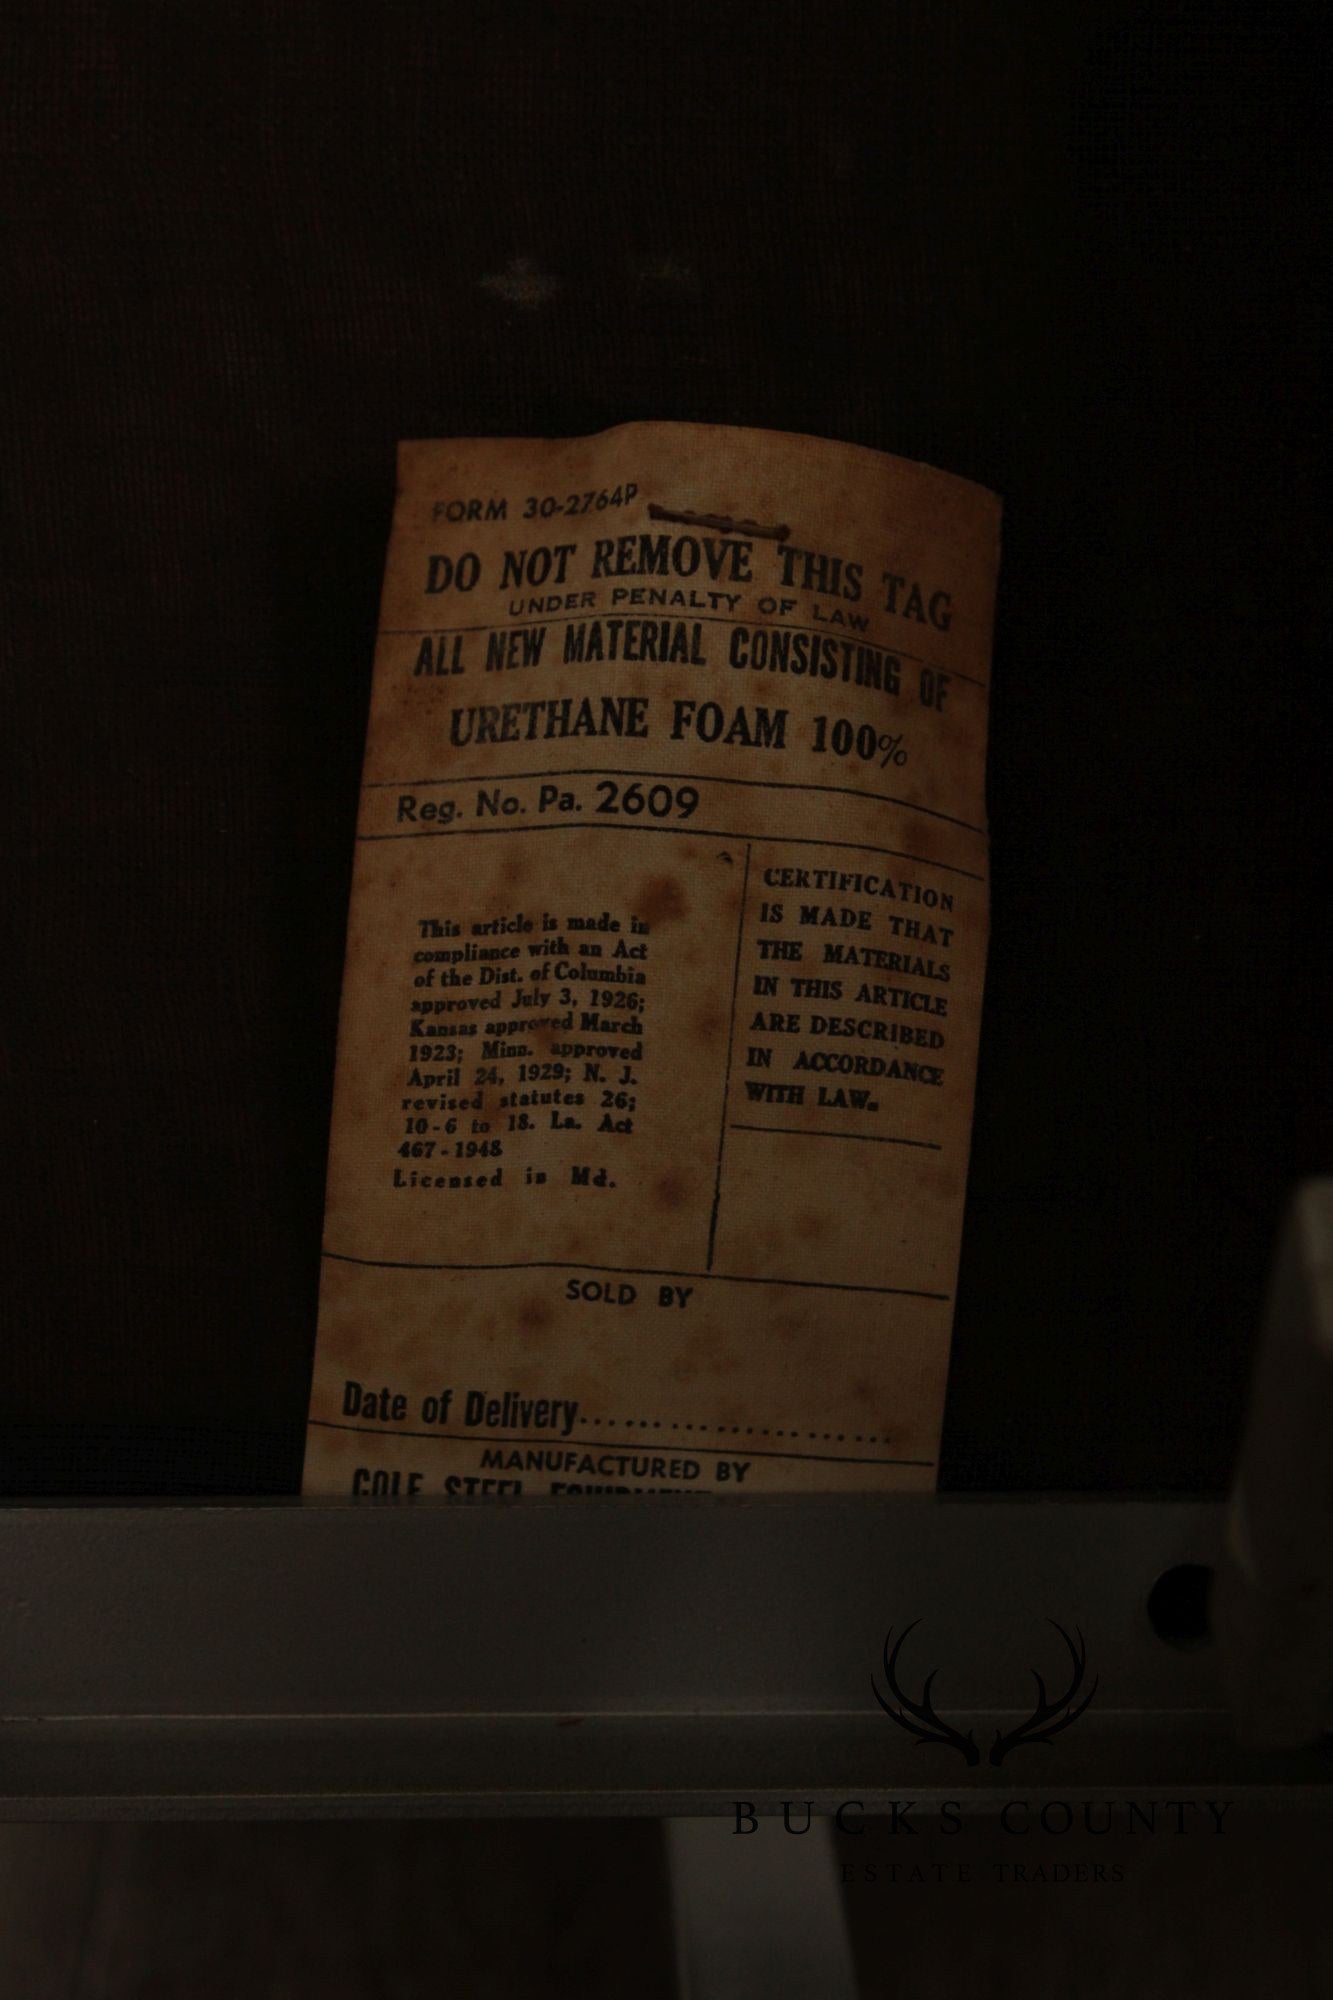 FORM 30-2764P
DO NOT REMOVE THIS TAG
UNDER PENALTY OF LAW
ALL NEW MATERIAL CONSISTING OF
URETHANE FOAM 100%
Reg. No. Pa. 2609
This article is made in
compliance with an Act
of the Dist. of Columbia
approved July 3, 1926;
Kansas approved March
1923; Minn. approved
April 24, 1929; N. J.
revised statutes 26;
10-6 to 18. La. Act
467-1948
Licensed in Md.
CERTIFICATION
IS MADE THAT
THE MATERIALS
IN THIS ARTICLE
ARE DESCRIBED
IN ACCORDANCE
WITH LAW.
SOLD BY
Date of Delivery....................
MANUFACTURED BY
COLE STEEL EQUIPMENT
BUCKS COUNTY
ESTATE TRADERS